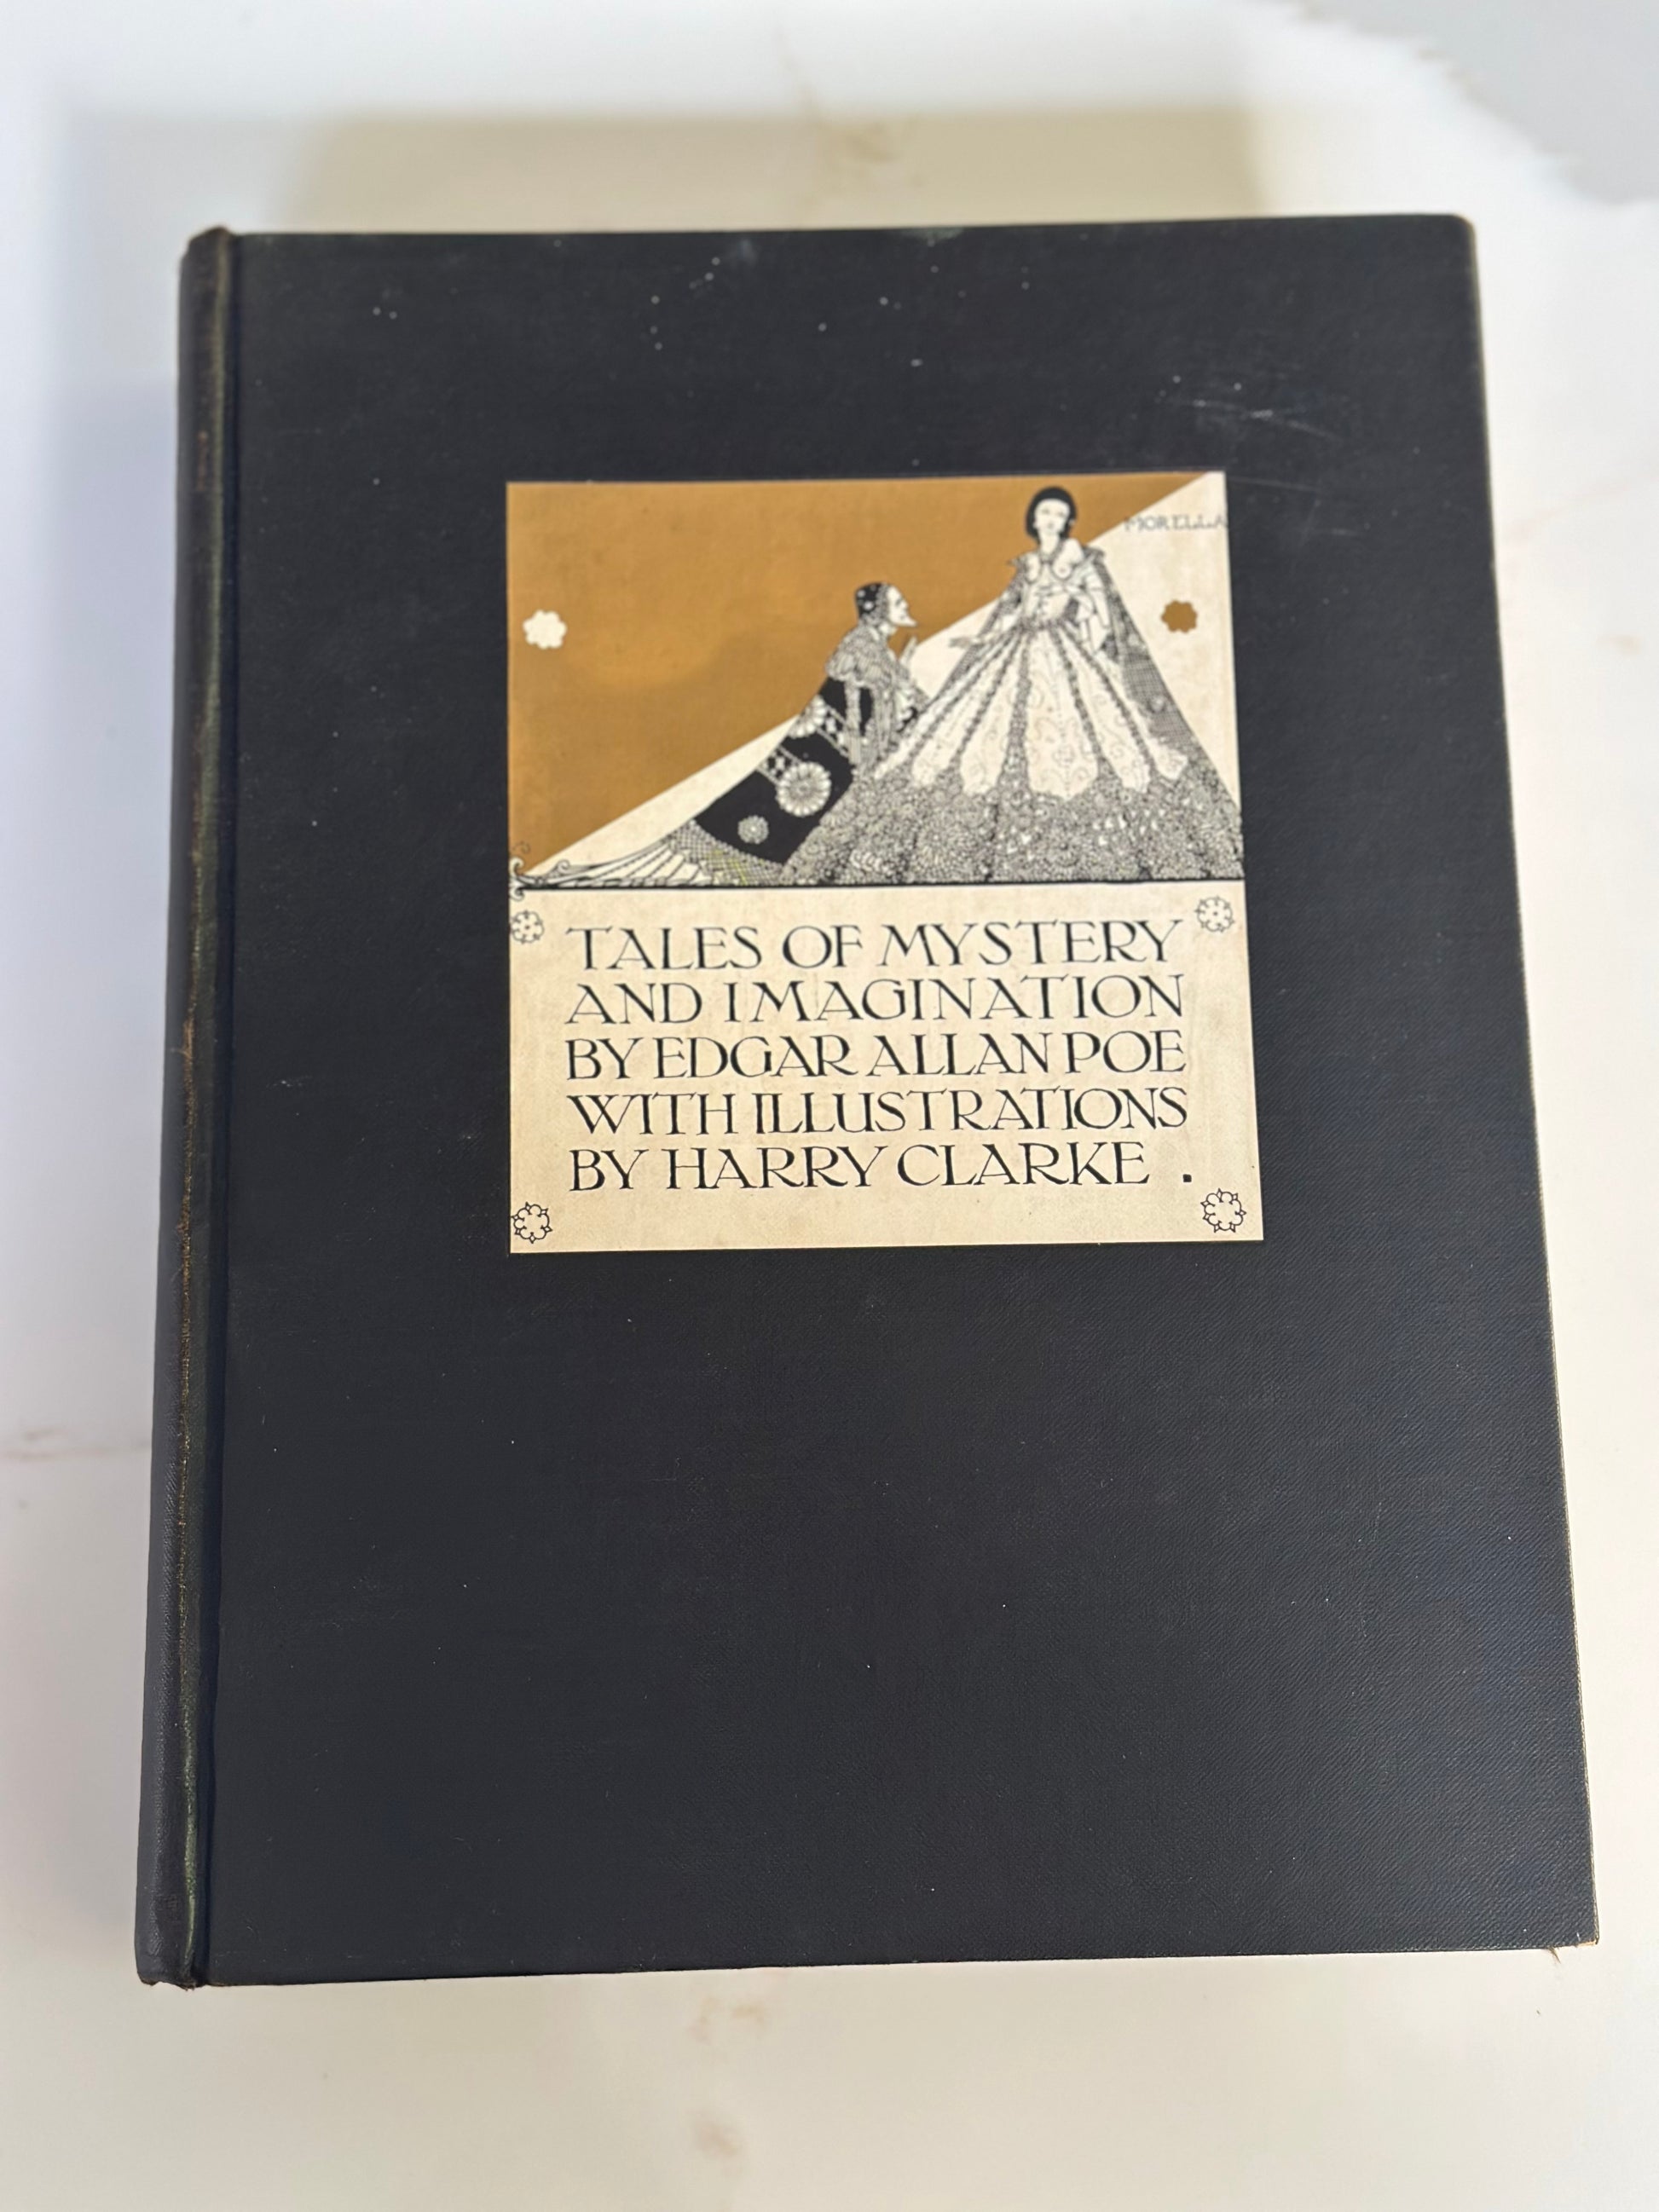 MORELLA
TALES OF MYSTERY
AND IMAGINATION
BY EDGAR ALLAN POE
WITH ILLUSTRATIONS
BY HARRY CLARKE .